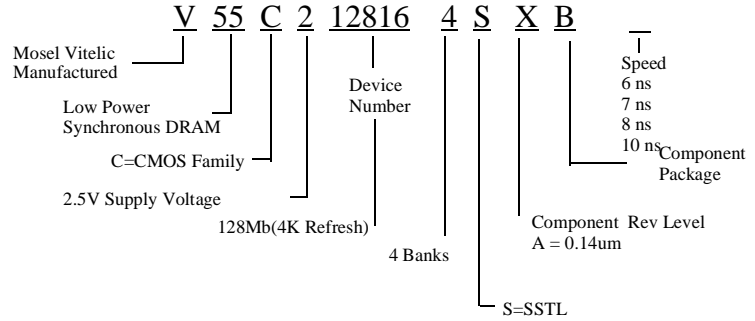 V 55 C 2 12816 4 S X B
Mosel Vitelic
Manufactured
Low Power
Synchronous DRAM
C=CMOS Family
2.5V Supply Voltage
128Mb(4K Refresh)
Device
Number
4 Banks
S=SSTL
Component Rev Level
A = 0.14um
Component
Package
Speed
6 ns
7 ns
8 ns
10 ns